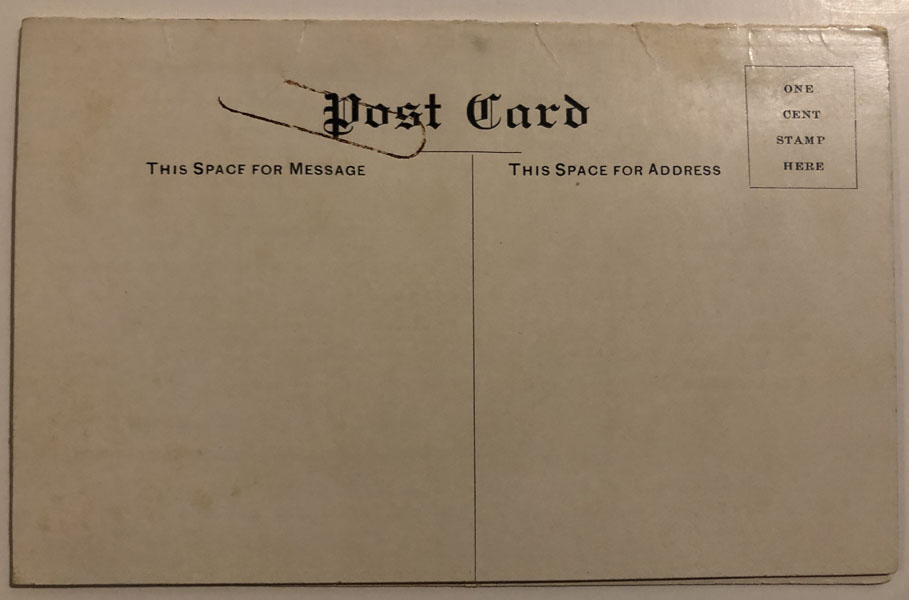 Post Card
THIS SPACE FOR MESSAGE
THIS SPACE FOR ADDRESS
ONE
CENT
STAMP
HERE